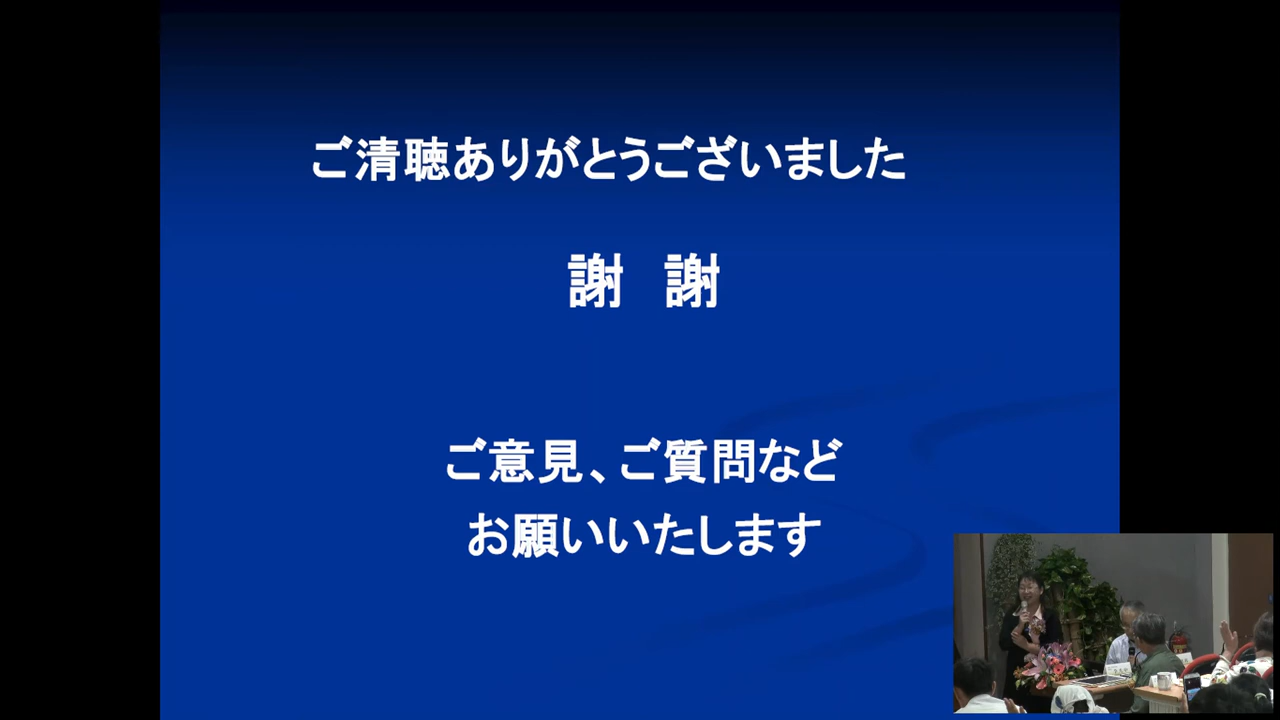 ご清聴ありがとうございました
謝　謝
ご意見、ご質問など
お願いいたします